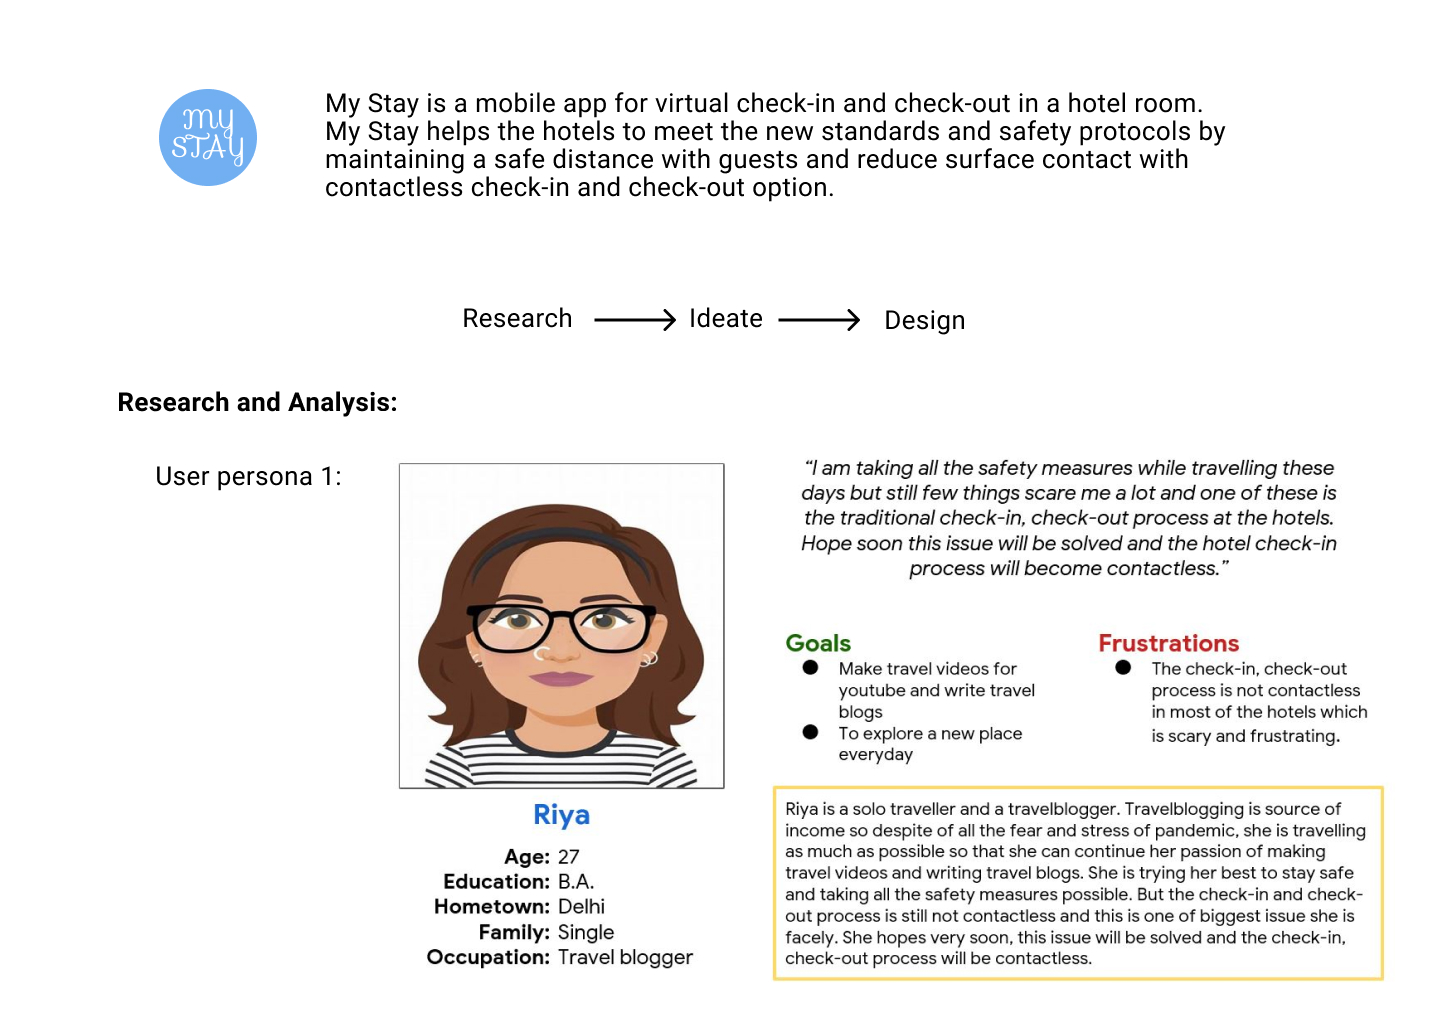 my
STAY
My Stay is a mobile app for virtual check-in and check-out in a hotel room.
My Stay helps the hotels to meet the new standards and safety protocols by
maintaining a safe distance with guests and reduce surface contact with
contactless check-in and check-out option.
Research
Ideate
Design
Research and Analysis:
User persona 1:
“I am taking all the safety measures while travelling these
days but still few things scare me a lot and one of these is
the traditional check-in, check-out process at the hotels.
Hope soon this issue will be solved and the hotel check-in
process will become contactless.”
Goals
Make travel videos for
youtube and write travel
blogs
To explore a new place
everyday
Frustrations
The check-in, check-out
process is not contactless
in most of the hotels which
is scary and frustrating.
Riya
Age: 27
Education: B.A.
Hometown: Delhi
Family: Single
Occupation: Travel blogger
Riya is a solo traveller and a travelblogger. Travelblogging is source of
income so despite of all the fear and stress of pandemic, she is travelling
as much as possible so that she can continue her passion of making
travel videos and writing travel blogs. She is trying her best to stay safe
and taking all the safety measures possible. But the check-in and check-
out process is still not contactless and this is one of biggest issue she is
facely. She hopes very soon, this issue will be solved and the check-in,
check-out process will be contactless.